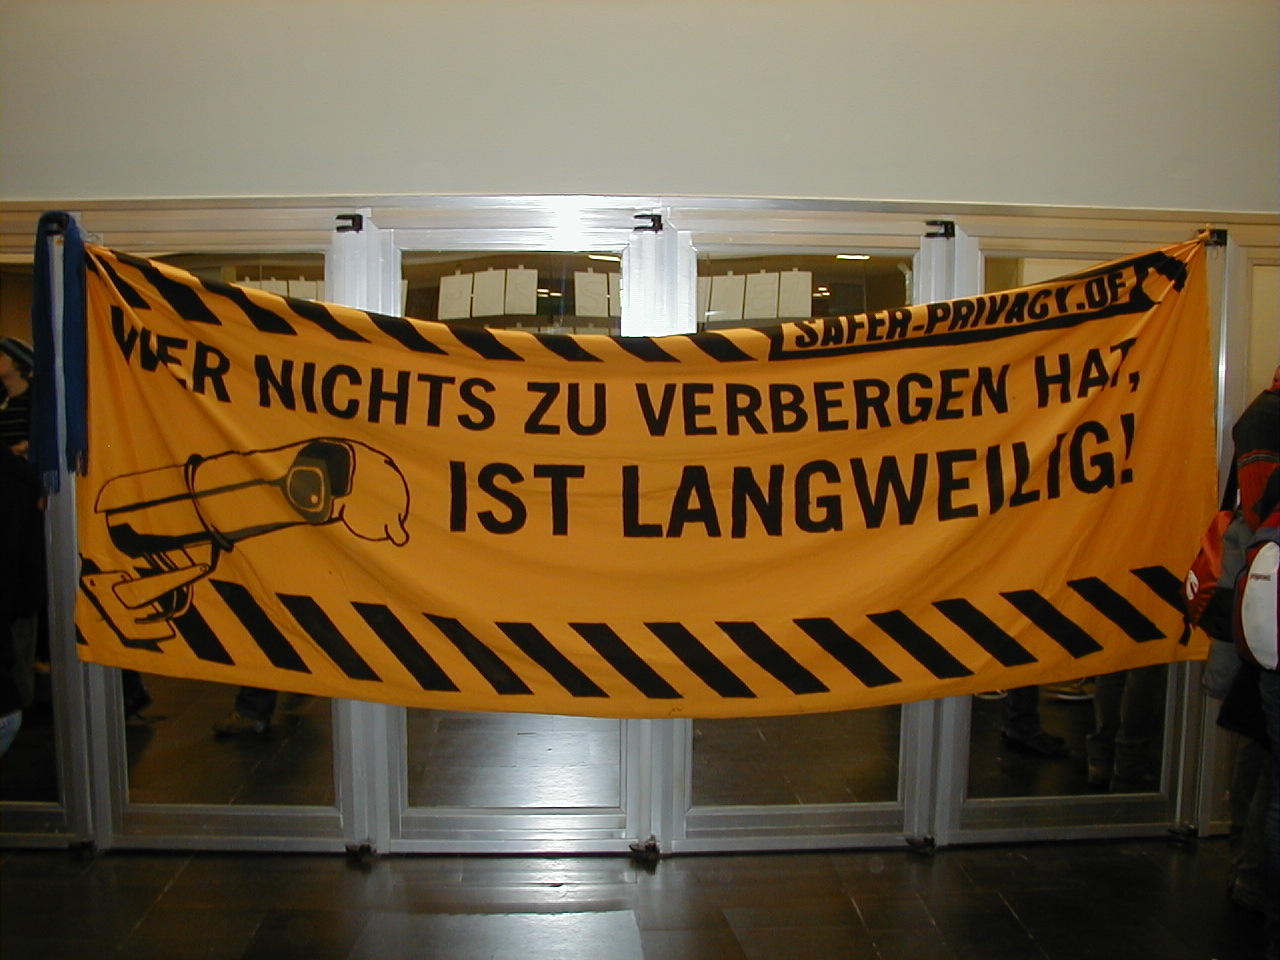 SAFER-PRIVACY.DE
WER NICHTS ZU VERBERGEN HAT,
IST LANGWEILIG!